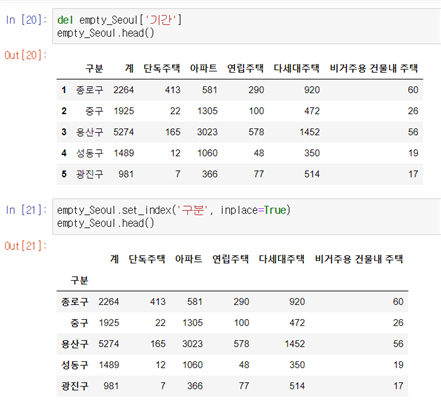 In [20]: del empty_Seoul['기간']
empty_Seoul.head()
Out[20]:
구분 계 단독주택 아파트 연립주택 다세대주택 비거주용 건물내 주택
1 종로구 2264 413 581 290 920 60
2 중구 1925 22 1305 100 472 26
3 용산구 5274 165 3023 578 1452 56
4 성동구 1489 12 1060 48 350 19
5 광진구 981 7 366 77 514 17
In [21]: empty_Seoul.set_index('구분', inplace=True)
empty_Seoul.head()
Out[21]:
계 단독주택 아파트 연립주택 다세대주택 비거주용 건물내 주택
구분
종로구 2264 413 581 290 920 60
중구 1925 22 1305 100 472 26
용산구 5274 165 3023 578 1452 56
성동구 1489 12 1060 48 350 19
광진구 981 7 366 77 514 17